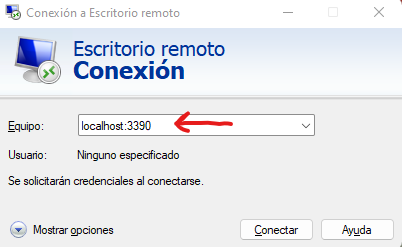 Conexión a Escritorio remoto
Escritorio remoto
Conexión
Equipo: localhost:3390
Usuario: Ninguno especificado
Se solicitarán credenciales al conectarse.
Mostrar opciones Conectar Ayuda